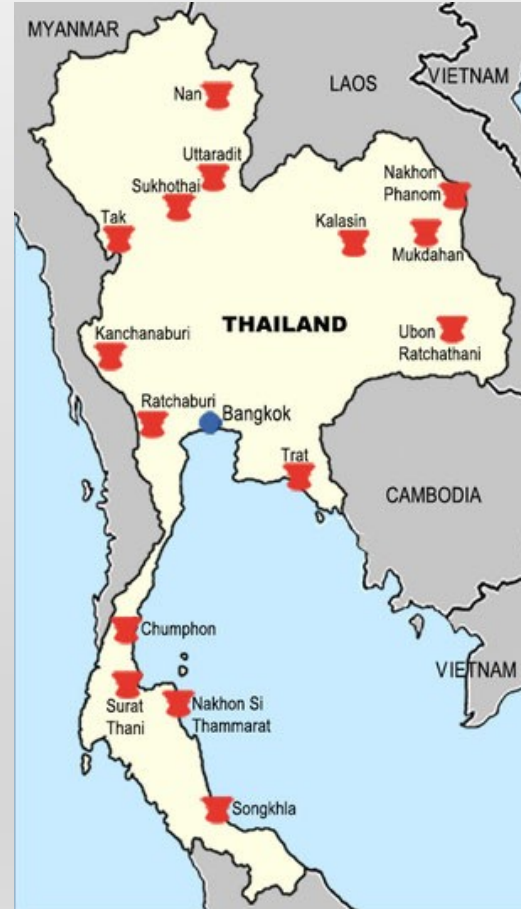 MYANMAR
LAOS
VIETNAM
Nan
Uttaradit
Sukhothai
Nakhon
Phanom
Tak
Kalasin
Mukdahan
THAILAND
Kanchanaburi
Ubon
Ratchathani
Ratchaburi
Bangkok
Trat
CAMBODIA
Chumphon
VIETNAM
Surat
Thani
Nakhon Si
Thammarat
Songkhla